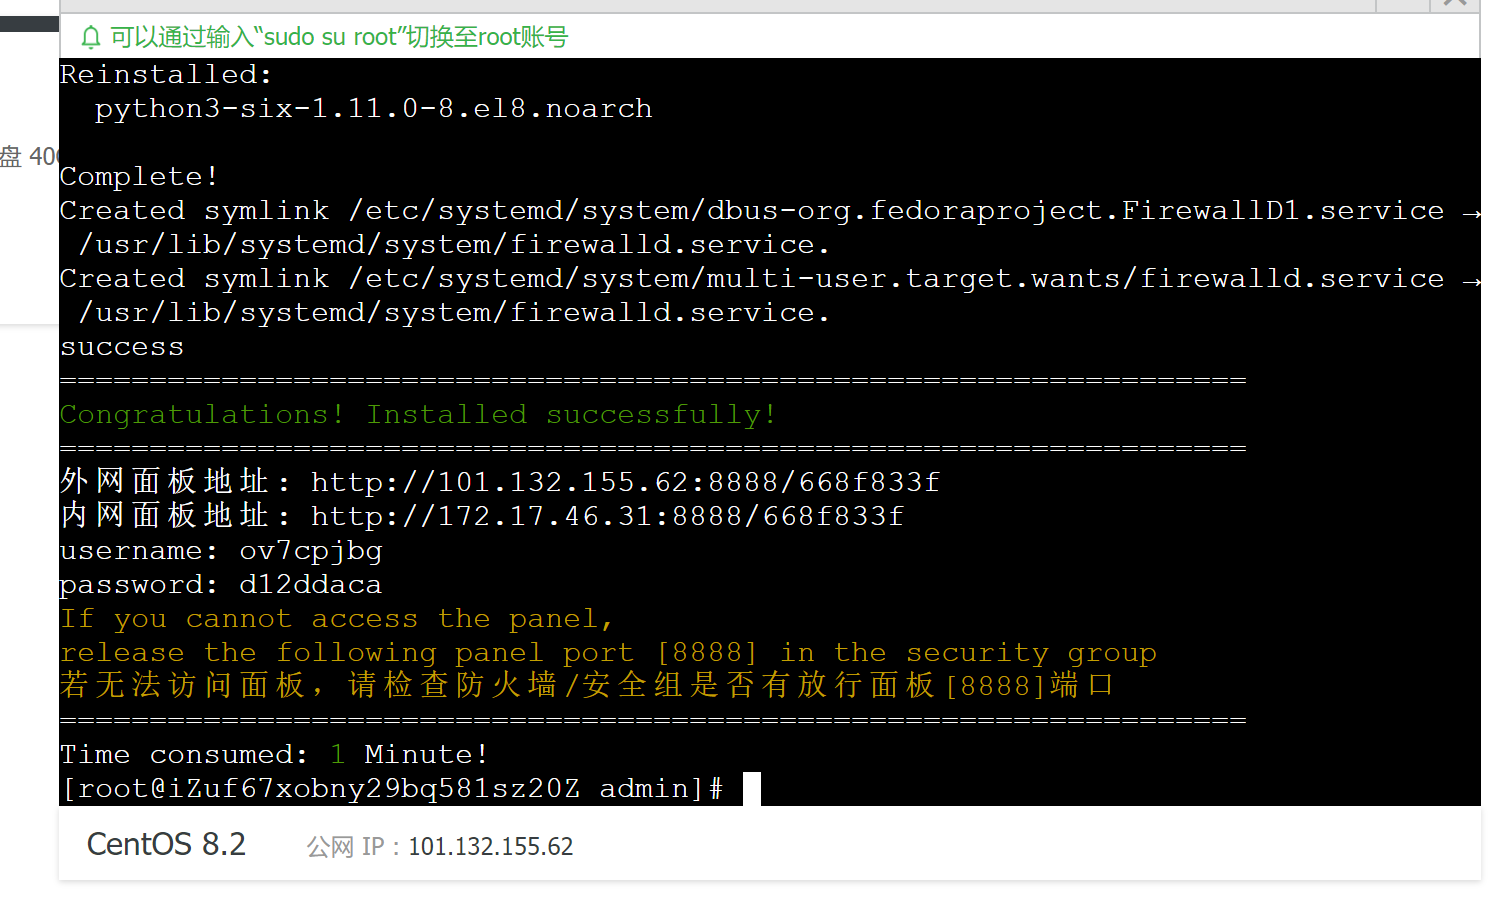 可以通过输入“sudo su root”切换至root账号
Reinstalled:
python3-six-1.11.0-8.el8.noarch
盘 40
Complete!
Created symlink /etc/systemd/system/dbus-org.fedoraproject.FirewallD1.service →
/usr/lib/systemd/system/firewalld.service.
Created symlink /etc/systemd/system/multi-user.target.wants/firewalld.service →
/usr/lib/systemd/system/firewalld.service.
success
==================================================================
Congratulations! Installed successfully!
==================================================================
外网面板地址: http://101.132.155.62:8888/668f833f
内网面板地址: http://172.17.46.31:8888/668f833f
username: ov7cpjbg
password: d12ddaca
If you cannot access the panel,
release the following panel port [8888] in the security group
若无法访问面板，请检查防火墙/安全组是否有放行面板[8888]端口
==================================================================
Time consumed: 1 Minute!
[root@iZuf67xobny29bq581sz20Z admin]#
CentOS 8.2 公网 IP：101.132.155.62